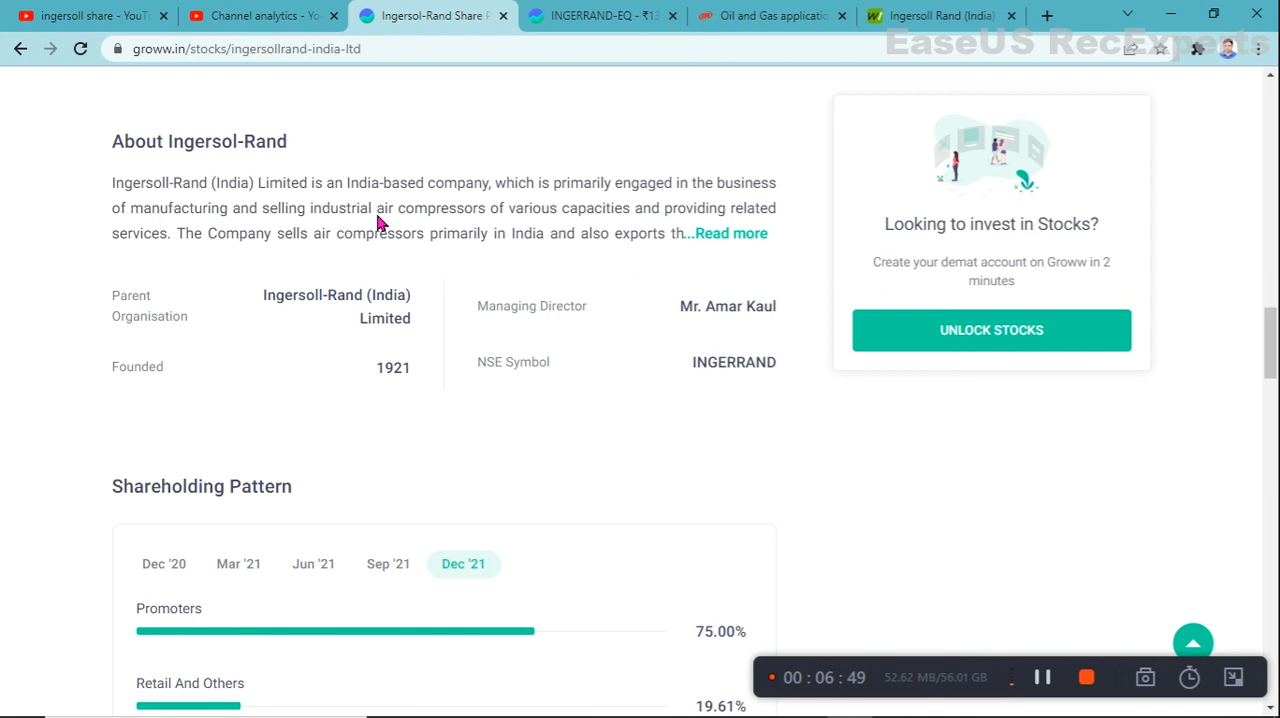 ingersoll share - YouT
Channel analytics - Yo
Ingersol-Rand Share P
INGERRAND-EQ - ₹13
Oil and Gas applicatio
Ingersoll Rand (India)
groww.in/stocks/ingersollrand-india-ltd
EaseUS RecExperts
About Ingersol-Rand
Ingersoll-Rand (India) Limited is an India-based company, which is primarily engaged in the business
of manufacturing and selling industrial air compressors of various capacities and providing related
services. The Company sells air compressors primarily in India and also exports th...Read more
Parent
Organisation
Ingersoll-Rand (India)
Limited
Managing Director
Mr. Amar Kaul
Founded
1921
NSE Symbol
INGERRAND
Looking to invest in Stocks?
Create your demat account on Groww in 2
minutes
UNLOCK STOCKS
Shareholding Pattern
Dec '20
Mar '21
Jun '21
Sep '21
Dec '21
Promoters
75.00%
Retail And Others
19.61%
00 : 06 : 49
52.62 MB/56.01 GB